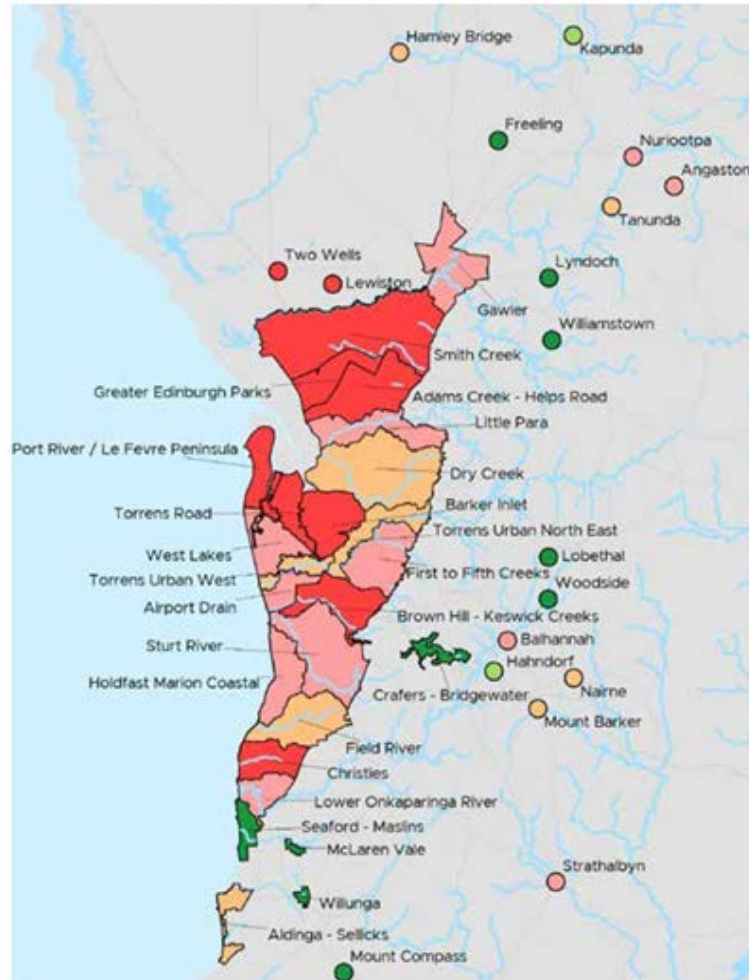 Hamley Bridge
Kapunda
Freeling
Nuriootpa
Angaston
Tanunda
Two Wells
Lewiston
Lyndoch
Gawler
Williamstown
Smith Creek
Greater Edinburgh Parks
Adams Creek - Helps Road
Little Para
Port River / Le Fevre Peninsula
Dry Creek
Barker Inlet
Torrens Road
Torrens Urban North East
West Lakes
Lobethal
First to Fifth Creeks
Torrens Urban West
Woodside
Airport Drain
Brown Hill - Keswick Creeks
Balhannah
Sturt River
Hahndorf
Holdfast Marion Coastal
Nairne
Crafers - Bridgewater
Mount Barker
Field River
Christies
Lower Onkaparinga River
Seaford - Maslins
McLaren Vale
Strathalbyn
Willunga
Aldinga - Sellicks
Mount Compass